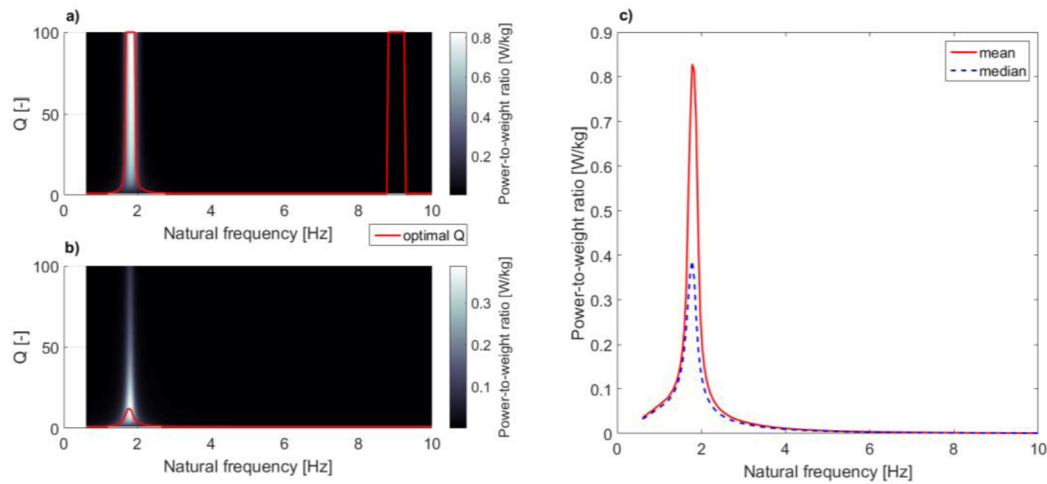 a)
100
50
0
Q [-]
0 2 4 6 8 10
Natural frequency [Hz]
0.8
0.6
0.4
0.2
Power-to-weight ratio [W/kg]
optimal Q
b)
100
50
0
Q [-]
0 2 4 6 8 10
Natural frequency [Hz]
0.3
0.2
0.1
Power-to-weight ratio [W/kg]
c)
0.9
0.8
0.7
0.6
0.5
0.4
0.3
0.2
0.1
0
Power-to-weight ratio [W/kg]
0 2 4 6 8 10
Natural frequency [Hz]
mean
median